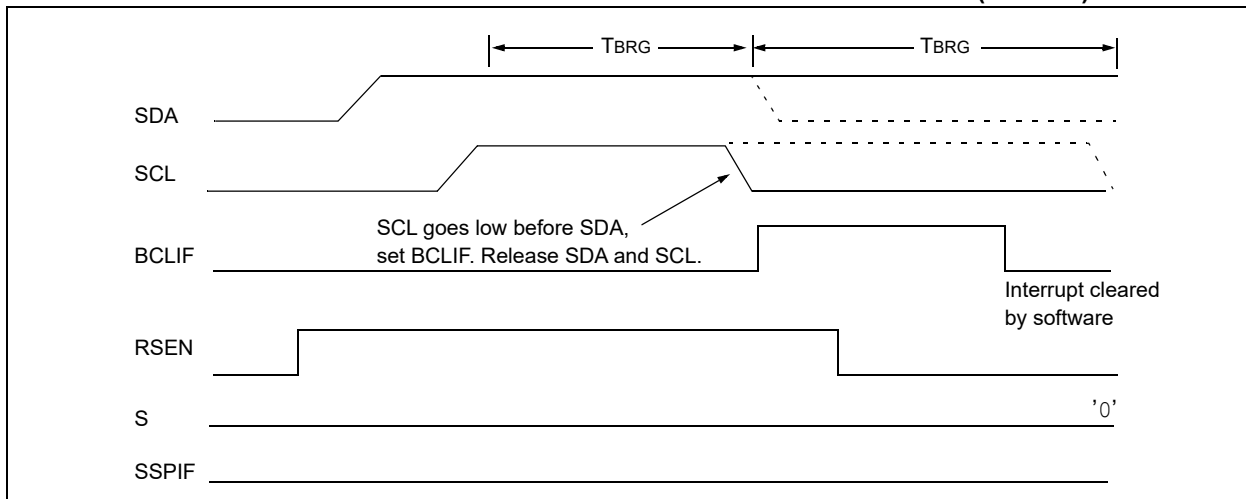 TBRG
TBRG
SDA
SCL
SCL goes low before SDA,
set BCLIF. Release SDA and SCL.
BCLIF
Interrupt cleared
by software
RSEN
S
'0'
SSPIF